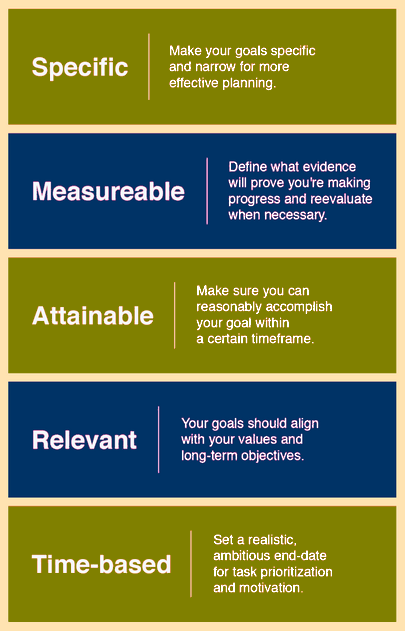 Specific
Make your goals specific
and narrow for more
effective planning.
Measureable
Define what evidence
will prove you're making
progress and reevaluate
when necessary.
Attainable
Make sure you can
reasonably accomplish
your goal within
a certain timeframe.
Relevant
Your goals should align
with your values and
long-term objectives.
Time-based
Set a realistic,
ambitious end-date
for task prioritization
and motivation.